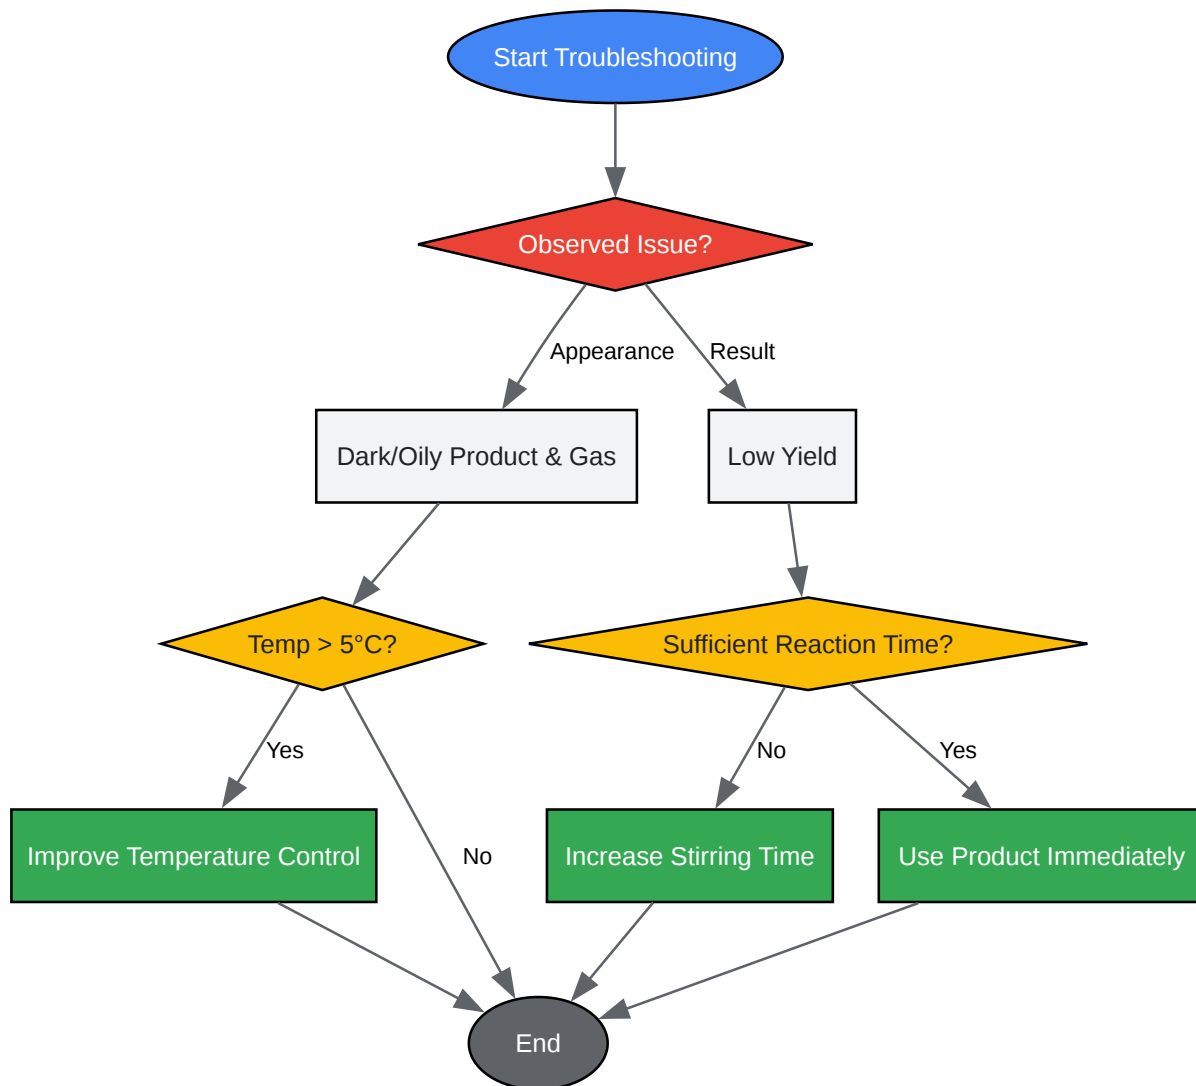 Start Troubleshooting
Observed Issue?
Appearance
Result
Dark/Oily Product & Gas
Low Yield
Temp > 5°C?
Sufficient Reaction Time?
Yes
No
Yes
Improve Temperature Control
No
Increase Stirring Time
Use Product Immediately
End